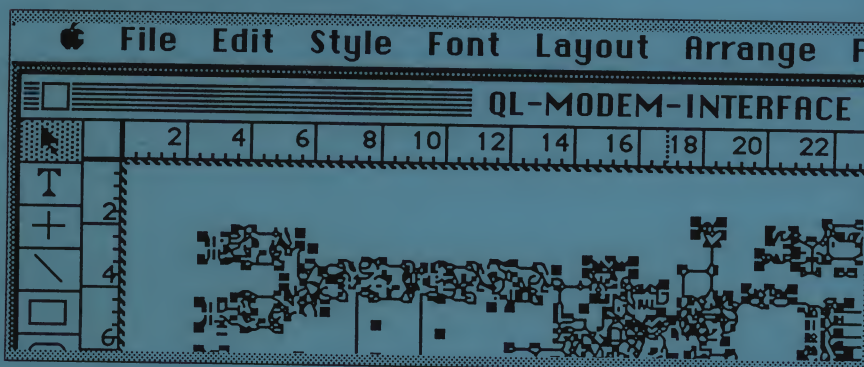 File Edit Style Font Layout Arrange F
QL-MODEM-INTERFACE
2 4 6 8 10 12 14 16 18 20 22
T
2
4
6